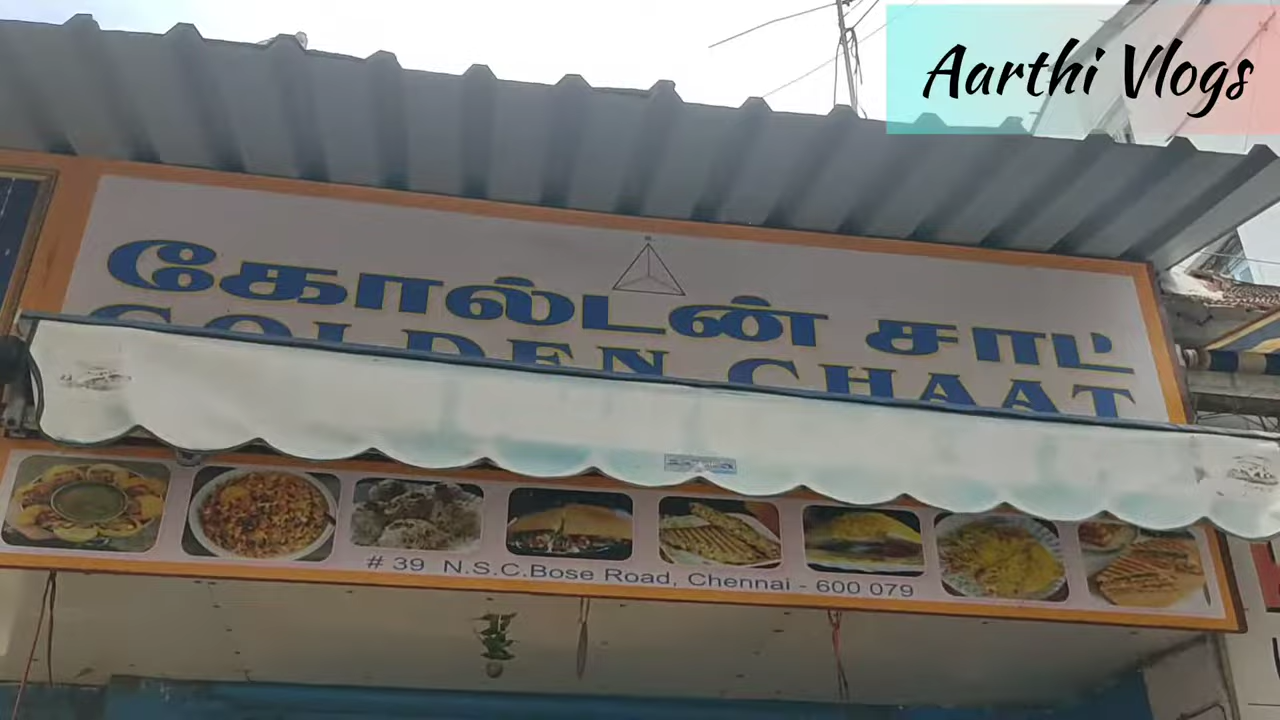 Aarthi Vlogs
கோல்டன் சாட்
GOLDEN CHAAT
# 39 N.S.C.Bose Road, Chennai - 600 079